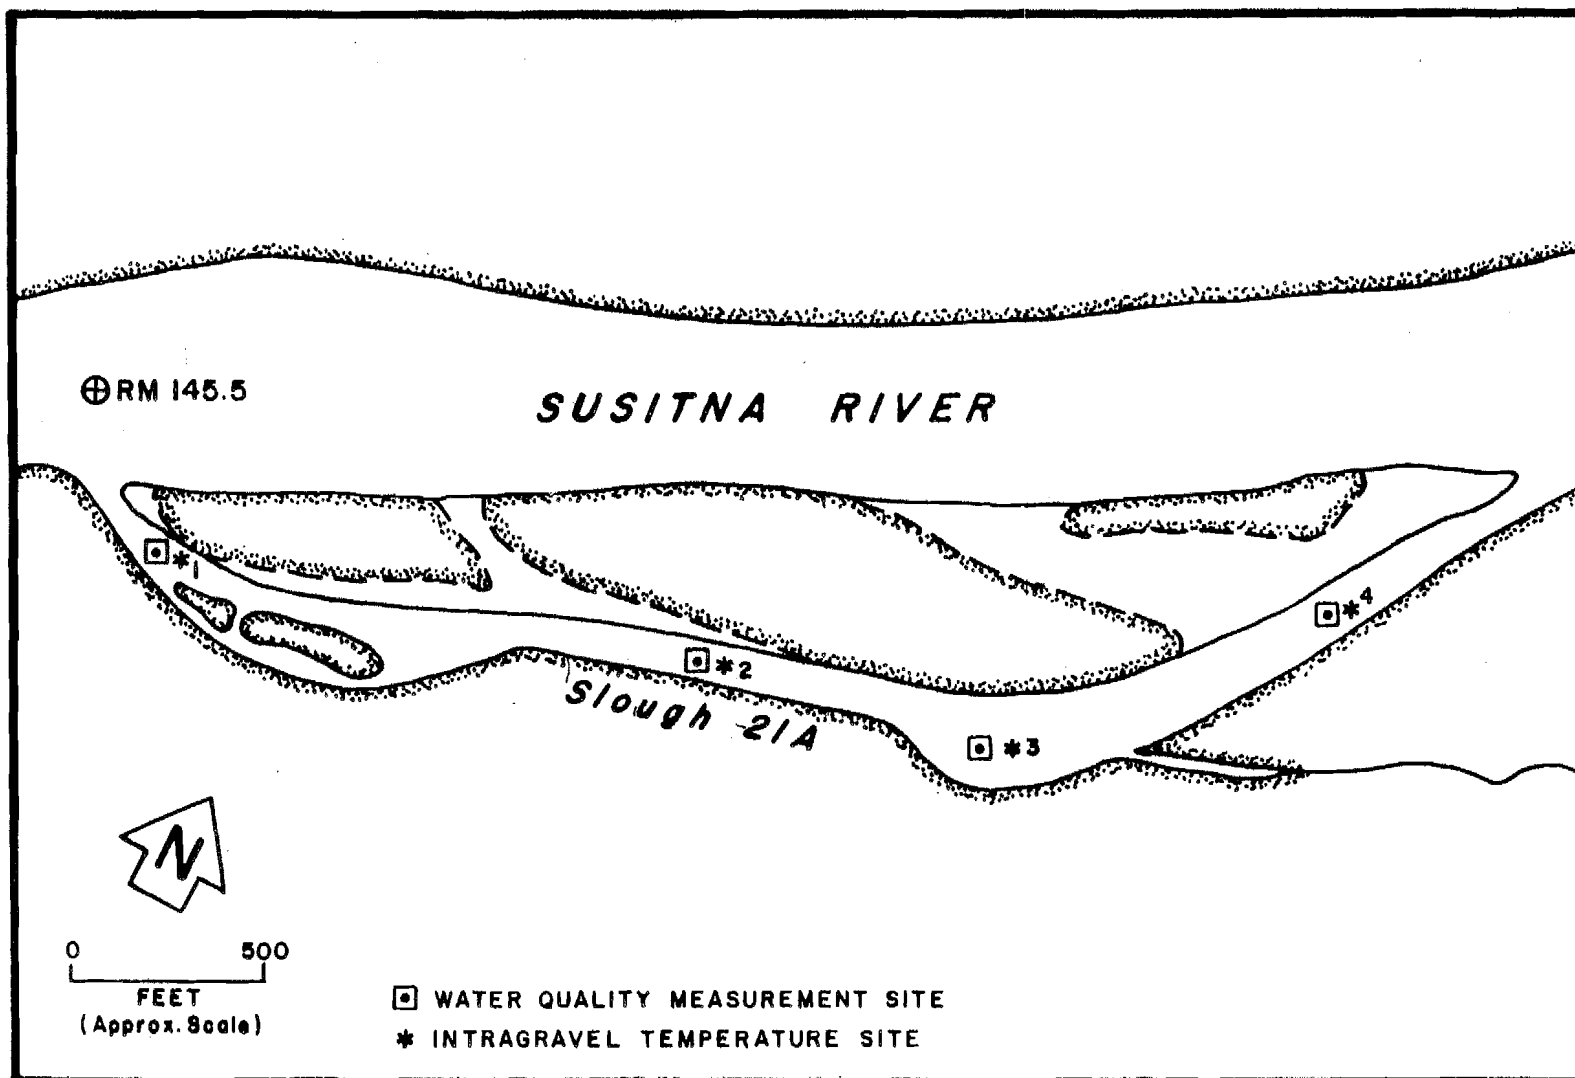 ⊕RM 145.5
SUSITNA RIVER
*1
*4
*2
*3
Slough 21A
N
0 500
FEET
(Approx. Scale)
WATER QUALITY MEASUREMENT SITE
* INTRAGRAVEL TEMPERATURE SITE